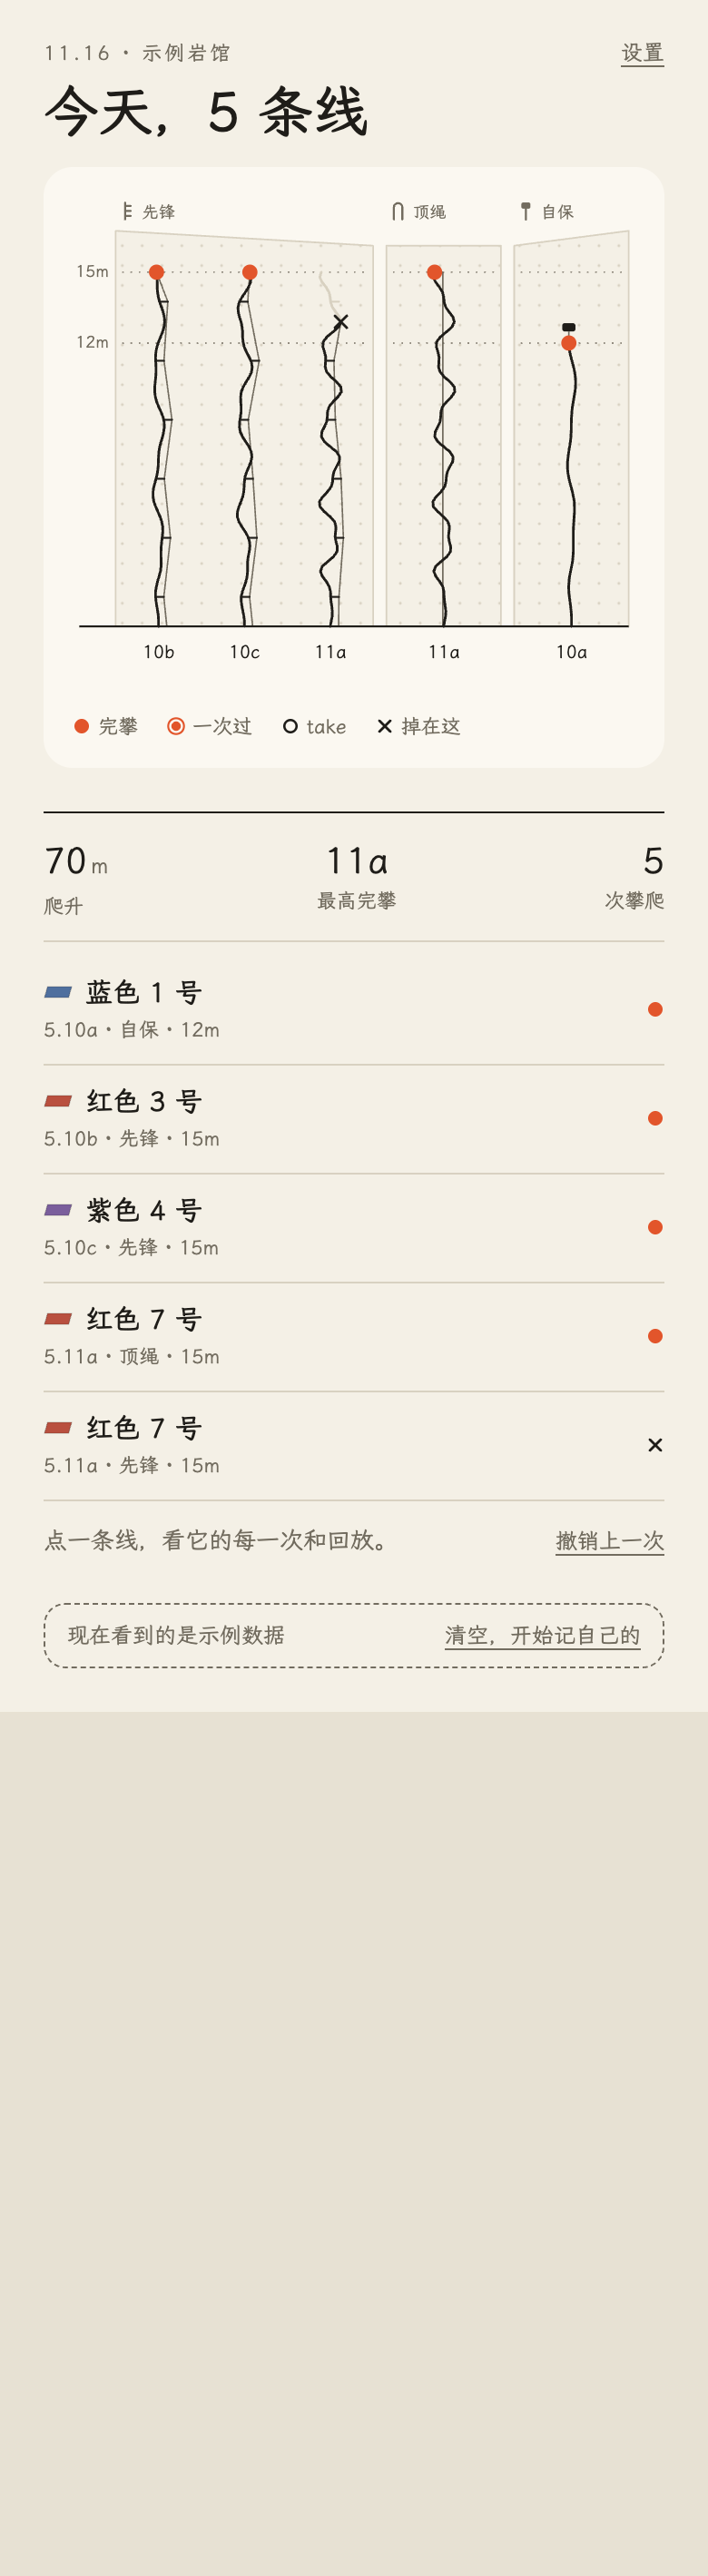 11.16 · 示例岩馆
设置
今天，5 条线
先锋
顶绳
自保
15m
12m
10b 10c 11a 11a 10a
完攀 一次过 take 掉在这
70 m
爬升
11a
最高完攀
5
次攀爬
蓝色 1 号
5.10a · 自保 · 12m
红色 3 号
5.10b · 先锋 · 15m
紫色 4 号
5.10c · 先锋 · 15m
红色 7 号
5.11a · 顶绳 · 15m
红色 7 号
5.11a · 先锋 · 15m
点一条线，看它的每一次和回放。
撤销上一次
现在看到的是示例数据
清空，开始记自己的